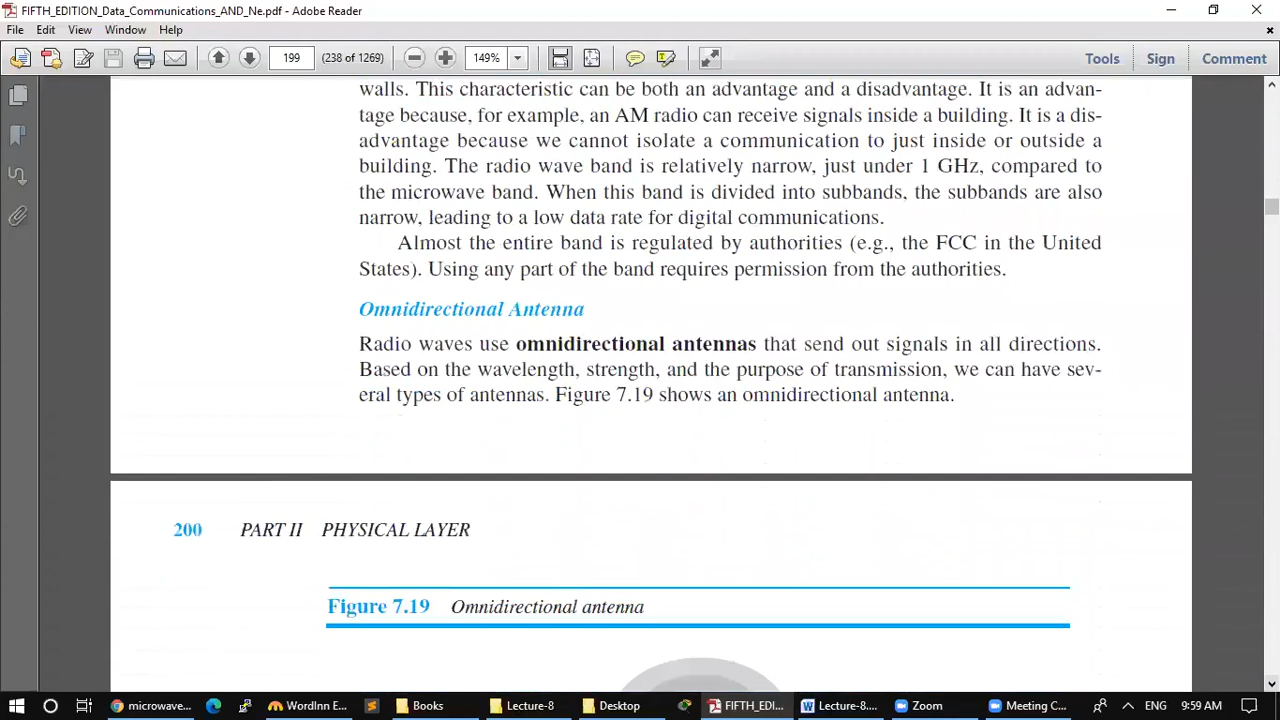 FIFTH_EDITION_Data_Communications_AND_Ne.pdf - Adobe Reader
File Edit View Window Help
199 (238 of 1269) 149% Tools Sign Comment
walls. This characteristic can be both an advantage and a disadvantage. It is an advan-
tage because, for example, an AM radio can receive signals inside a building. It is a dis-
advantage because we cannot isolate a communication to just inside or outside a
building. The radio wave band is relatively narrow, just under 1 GHz, compared to
the microwave band. When this band is divided into subbands, the subbands are also
narrow, leading to a low data rate for digital communications.
Almost the entire band is regulated by authorities (e.g., the FCC in the United
States). Using any part of the band requires permission from the authorities.
Omnidirectional Antenna
Radio waves use omnidirectional antennas that send out signals in all directions.
Based on the wavelength, strength, and the purpose of transmission, we can have sev-
eral types of antennas. Figure 7.19 shows an omnidirectional antenna.
200 PART II PHYSICAL LAYER
Figure 7.19 Omnidirectional antenna
microwave... WordInn E... Books Lecture-8 Desktop FIFTH_EDI... Lecture-8.... Zoom Meeting C... ENG 9:59 AM